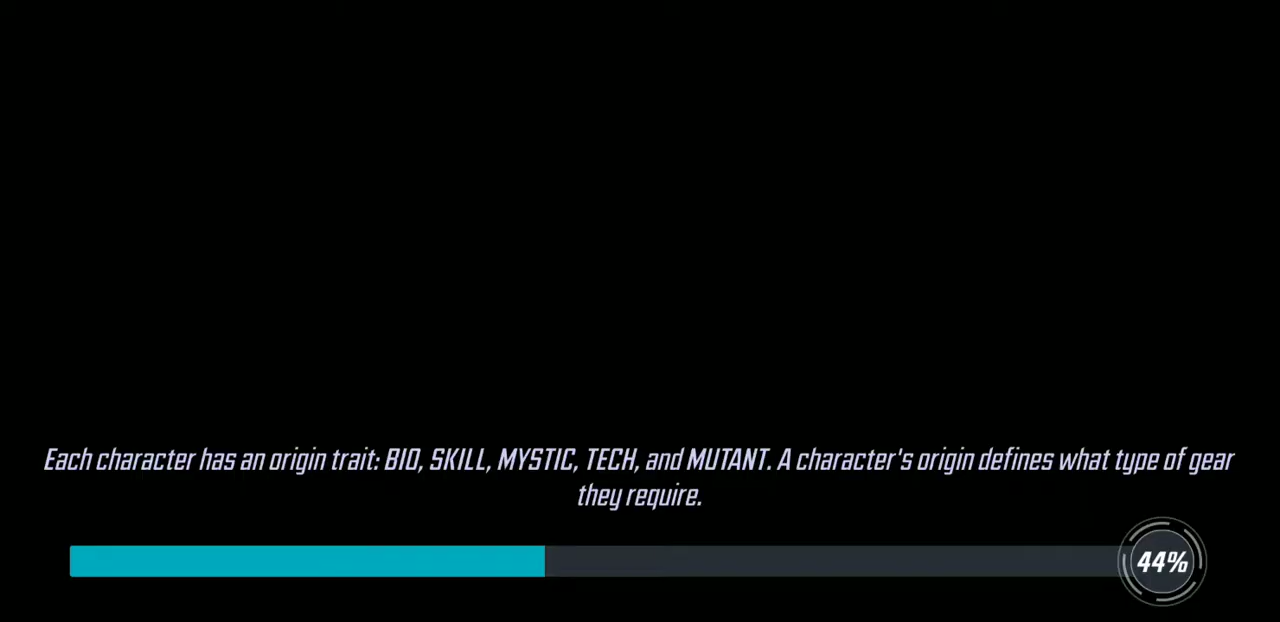 Each character has an origin trait: BIO, SKILL, MYSTIC, TECH, and MUTANT. A character's origin defines what type of gear
they require.
44%